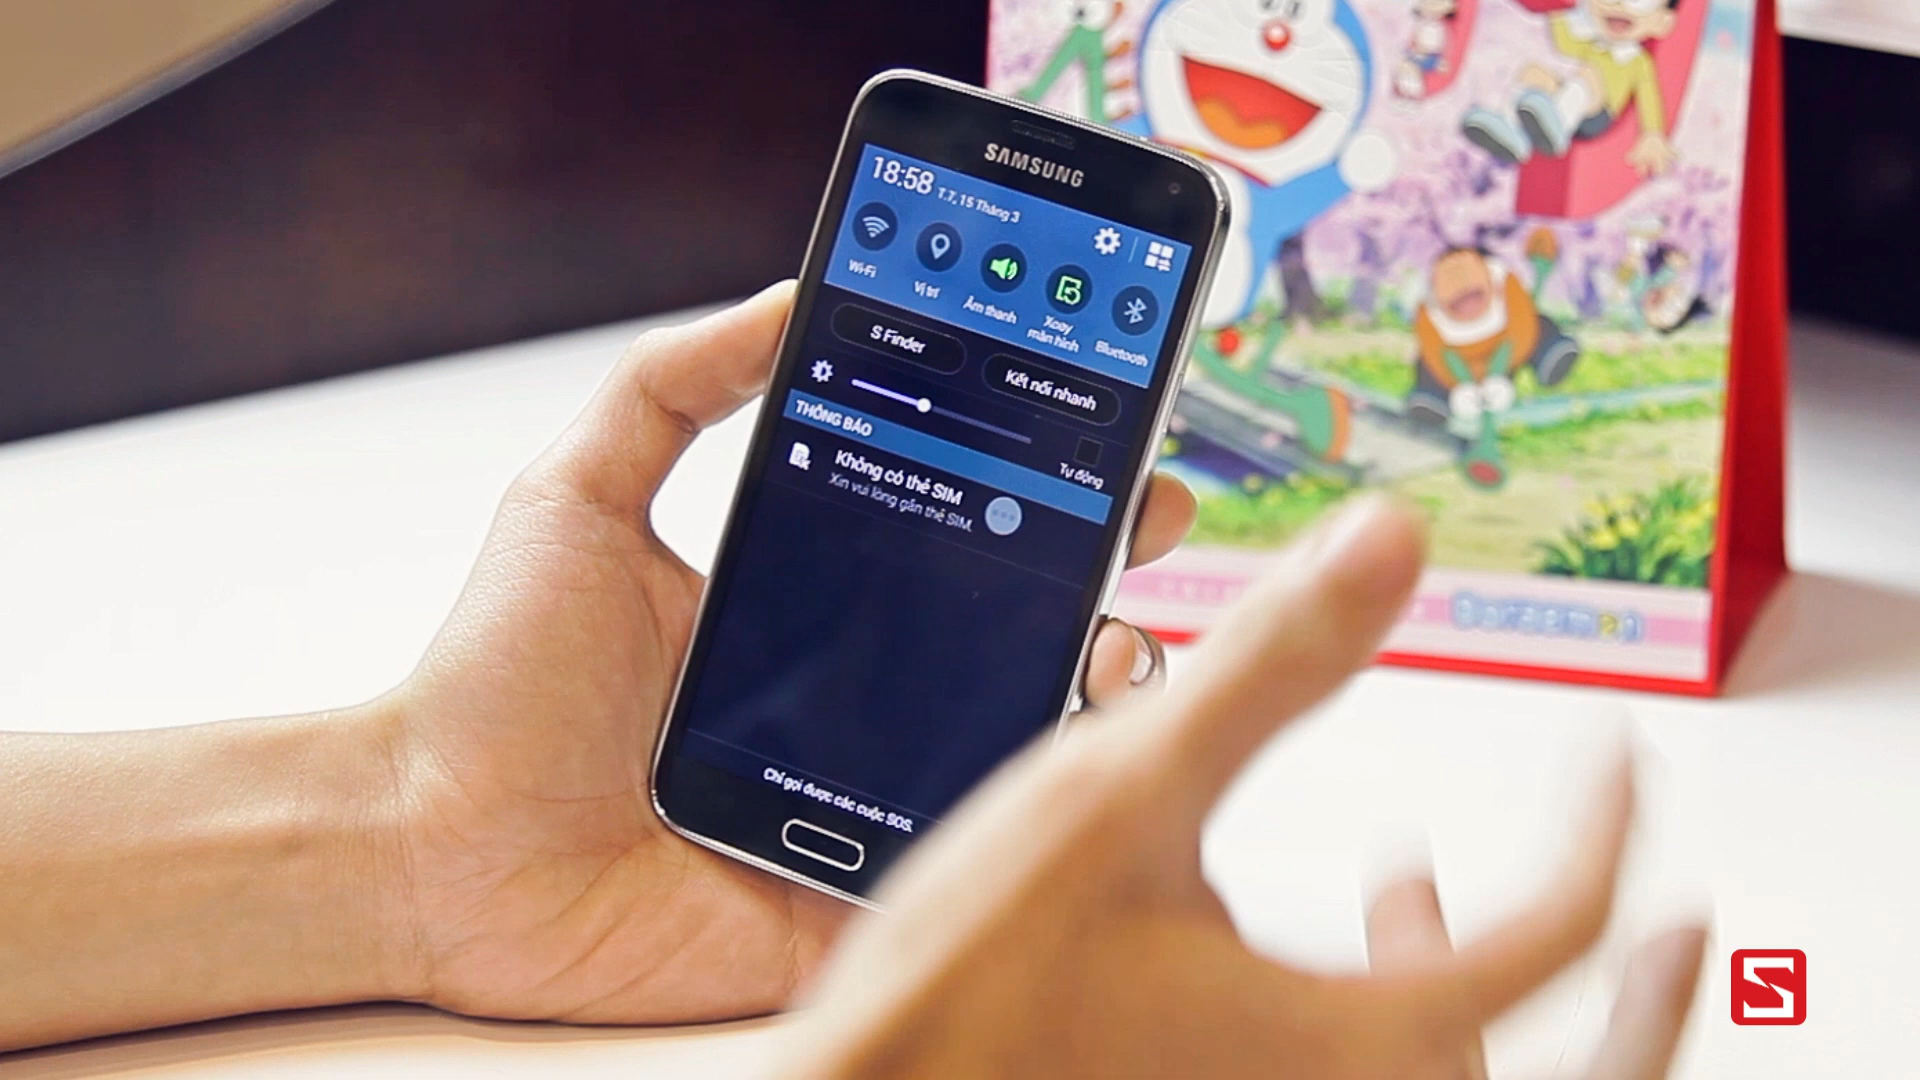 SAMSUNG
18:58 T.7, 15 Tháng 3
Wi-Fi
Vị trí
Âm thanh
Xoay
màn hình
Bluetooth
S Finder
Kết nối nhanh
Tự động
THÔNG BÁO
Không có thẻ SIM
Xin vui lòng gắn thẻ SIM.
Chỉ gọi được các cuộc SOS.
Doraemon